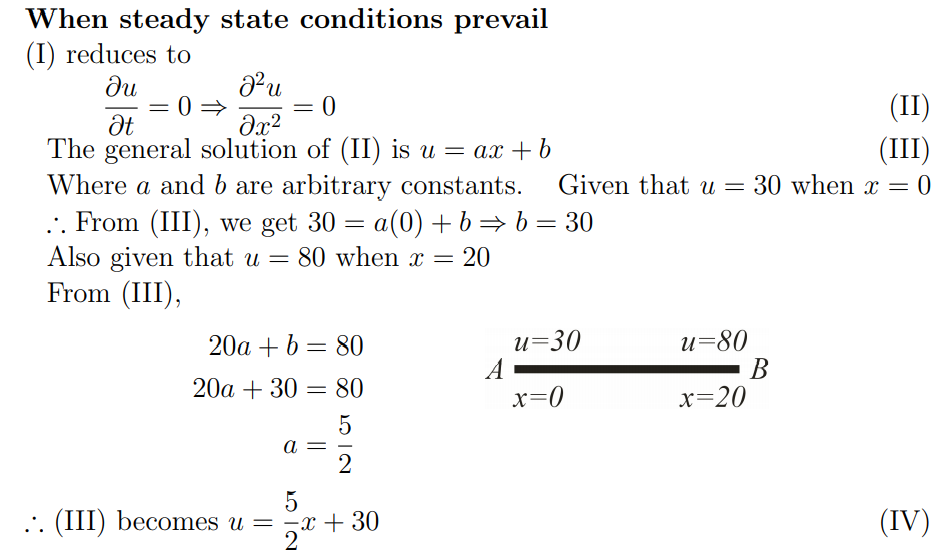 When steady state conditions prevail
(I) reduces to
∂u/∂t = 0 ⇒ ∂²u/∂x² = 0 (II)
The general solution of (II) is u = ax + b (III)
Where a and b are arbitrary constants. Given that u = 30 when x = 0
∴ From (III), we get 30 = a(0) + b ⇒ b = 30
Also given that u = 80 when x = 20
From (III),
20a + b = 80
20a + 30 = 80
a = 5/2
u=30 u=80
A B
x=0 x=20
∴ (III) becomes u = 5/2 x + 30 (IV)